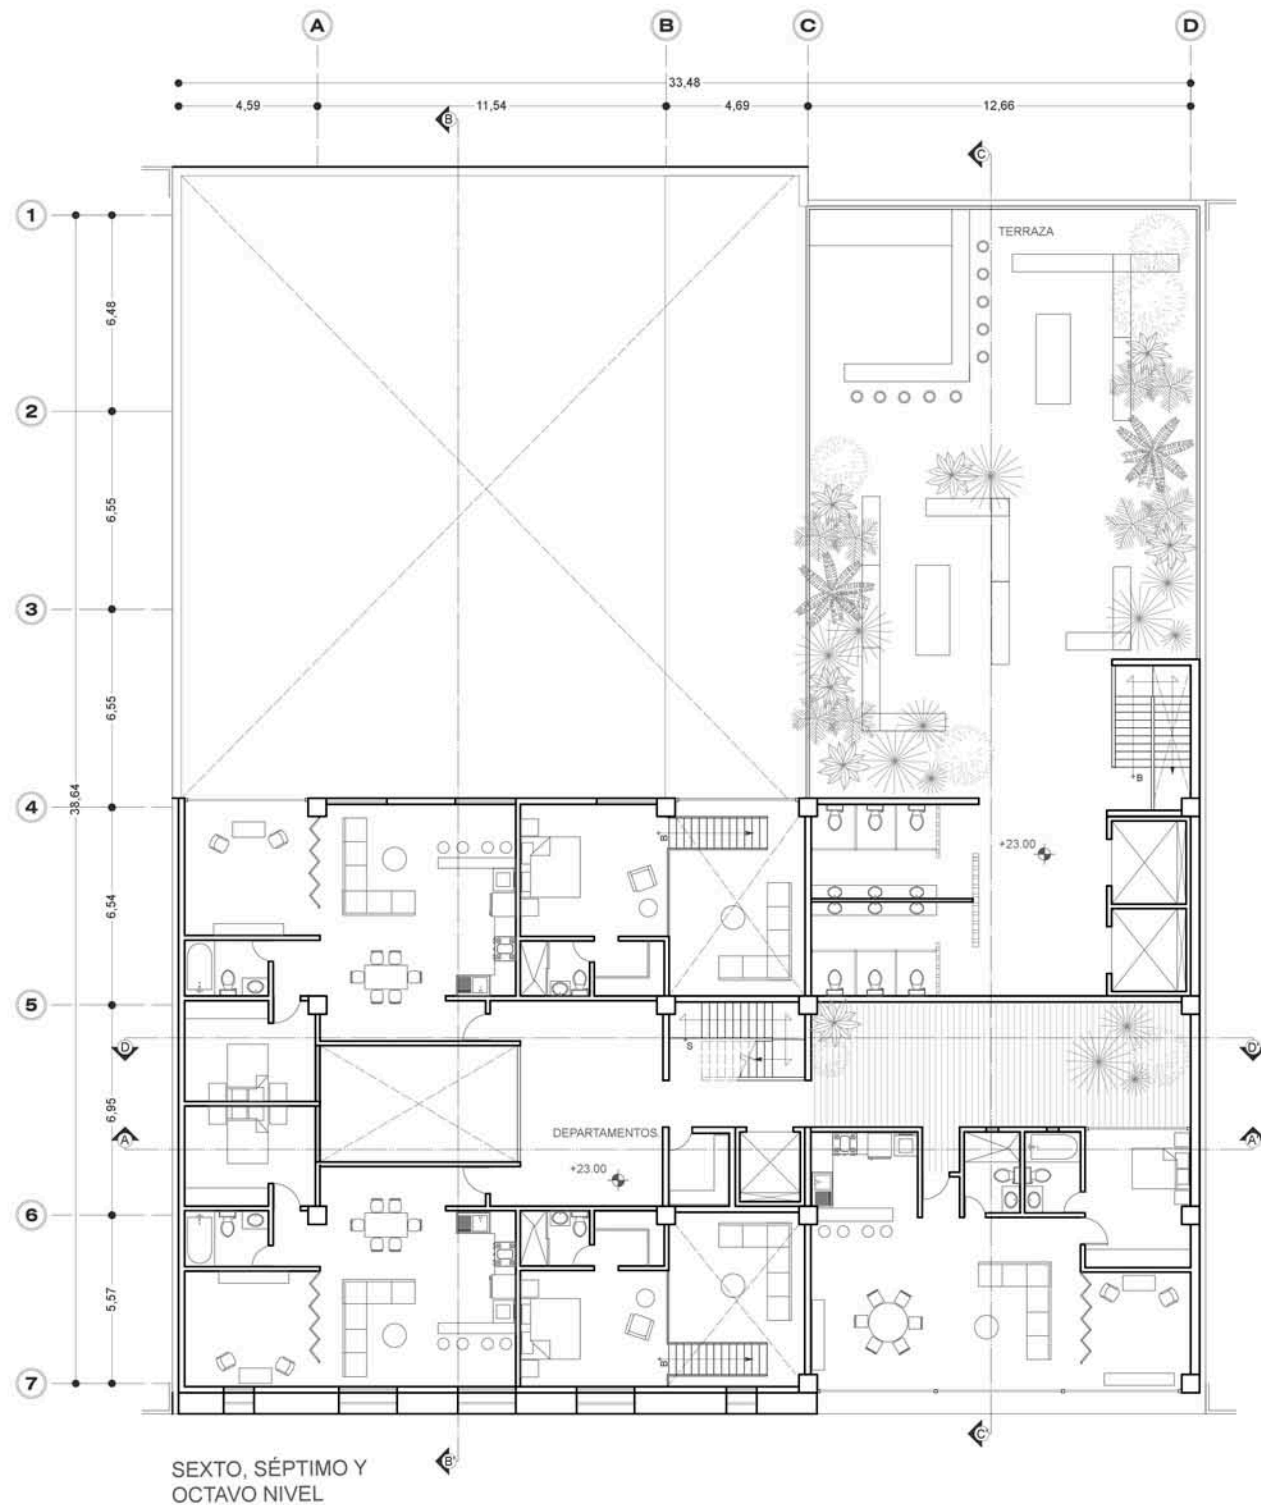 A B C D
33,48
4,59 11,54 4,69 12,66
B
C
1
TERRAZA
6,48
2
6,55
3
6,55
B
38,64
4
B
+23.00
6,54
5
D
S
D'
6,95
A
DEPARTAMENTOS.
A'
+23.00
6
5,57
B
7
C'
B'
SEXTO, SÉPTIMO Y
OCTAVO NIVEL